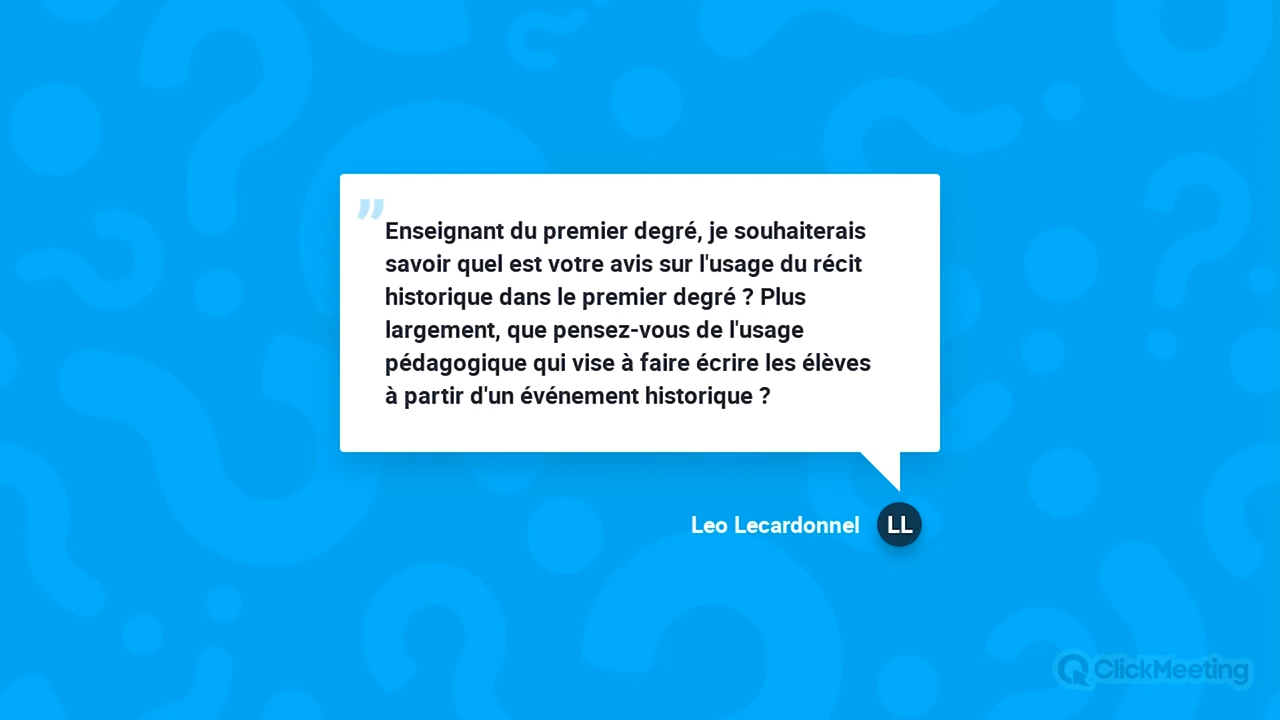 Enseignant du premier degré, je souhaiterais
savoir quel est votre avis sur l'usage du récit
historique dans le premier degré ? Plus
largement, que pensez-vous de l'usage
pédagogique qui vise à faire écrire les élèves
à partir d'un événement historique ?
Leo Lecardonnel LL
ClickMeeting